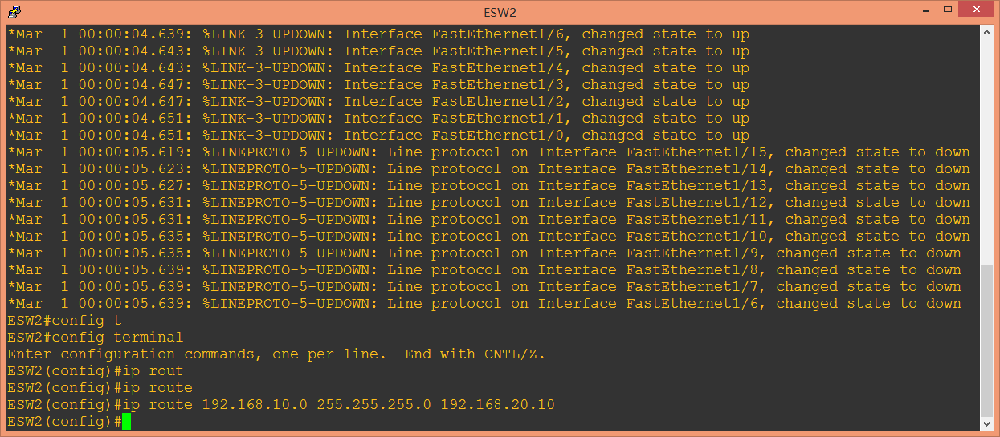 ESW2
*Mar  1 00:00:04.639: %LINK-3-UPDOWN: Interface FastEthernet1/6, changed state to up
*Mar  1 00:00:04.643: %LINK-3-UPDOWN: Interface FastEthernet1/5, changed state to up
*Mar  1 00:00:04.643: %LINK-3-UPDOWN: Interface FastEthernet1/4, changed state to up
*Mar  1 00:00:04.647: %LINK-3-UPDOWN: Interface FastEthernet1/3, changed state to up
*Mar  1 00:00:04.647: %LINK-3-UPDOWN: Interface FastEthernet1/2, changed state to up
*Mar  1 00:00:04.651: %LINK-3-UPDOWN: Interface FastEthernet1/1, changed state to up
*Mar  1 00:00:04.651: %LINK-3-UPDOWN: Interface FastEthernet1/0, changed state to up
*Mar  1 00:00:05.619: %LINEPROTO-5-UPDOWN: Line protocol on Interface FastEthernet1/15, changed state to down
*Mar  1 00:00:05.623: %LINEPROTO-5-UPDOWN: Line protocol on Interface FastEthernet1/14, changed state to down
*Mar  1 00:00:05.627: %LINEPROTO-5-UPDOWN: Line protocol on Interface FastEthernet1/13, changed state to down
*Mar  1 00:00:05.631: %LINEPROTO-5-UPDOWN: Line protocol on Interface FastEthernet1/12, changed state to down
*Mar  1 00:00:05.631: %LINEPROTO-5-UPDOWN: Line protocol on Interface FastEthernet1/11, changed state to down
*Mar  1 00:00:05.635: %LINEPROTO-5-UPDOWN: Line protocol on Interface FastEthernet1/10, changed state to down
*Mar  1 00:00:05.635: %LINEPROTO-5-UPDOWN: Line protocol on Interface FastEthernet1/9, changed state to down
*Mar  1 00:00:05.639: %LINEPROTO-5-UPDOWN: Line protocol on Interface FastEthernet1/8, changed state to down
*Mar  1 00:00:05.639: %LINEPROTO-5-UPDOWN: Line protocol on Interface FastEthernet1/7, changed state to down
*Mar  1 00:00:05.639: %LINEPROTO-5-UPDOWN: Line protocol on Interface FastEthernet1/6, changed state to down
ESW2#config t
ESW2#config terminal
Enter configuration commands, one per line.  End with CNTL/Z.
ESW2(config)#ip rout
ESW2(config)#ip route
ESW2(config)#ip route 192.168.10.0 255.255.255.0 192.168.20.10
ESW2(config)#